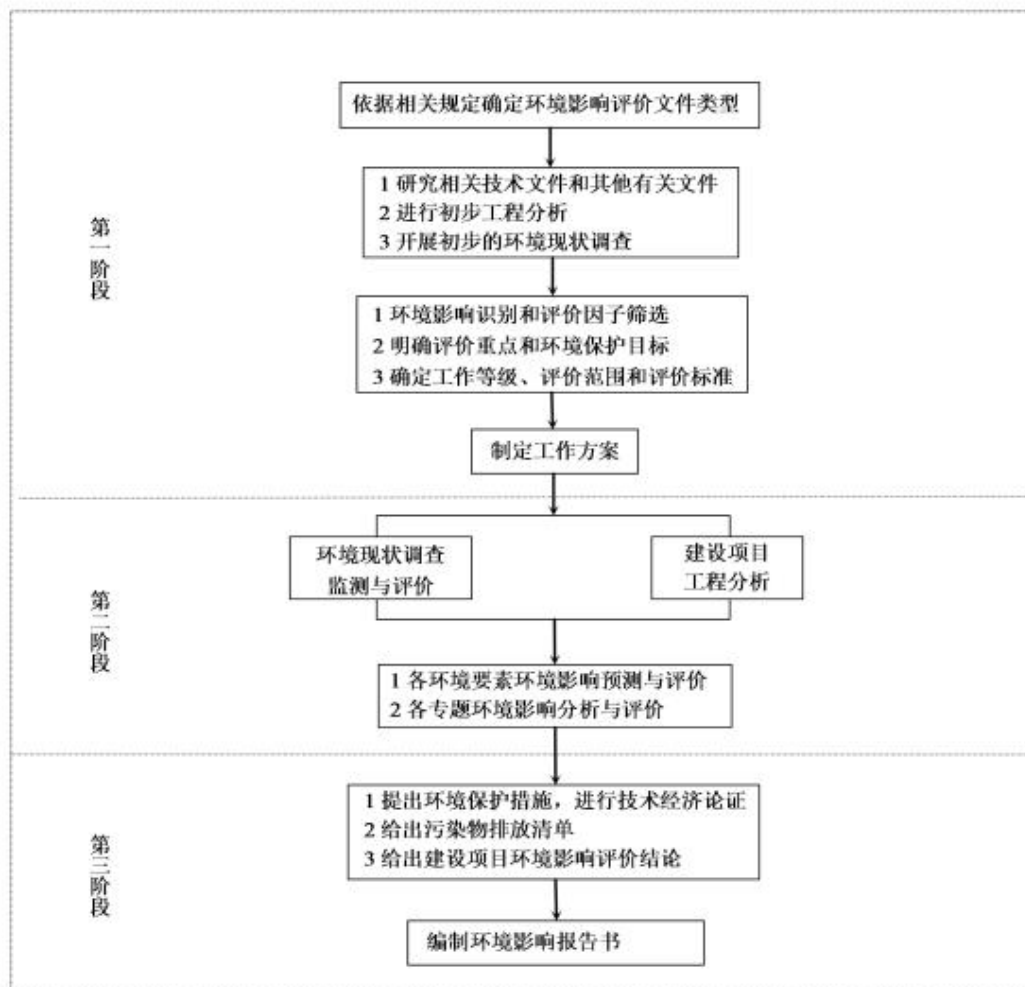 依据相关规定确定环境影响评价文件类型
1 研究相关技术文件和其他有关文件
2 进行初步工程分析
3 开展初步的环境现状调查
第一阶段
1 环境影响识别和评价因子筛选
2 明确评价重点和环境保护目标
3 确定工作等级、评价范围和评价标准
制定工作方案
环境现状调查
监测与评价
建设项目
工程分析
第二阶段
1 各环境要素环境影响预测与评价
2 各专题环境影响分析与评价
1 提出环境保护措施，进行技术经济论证
2 给出污染物排放清单
3 给出建设项目环境影响评价结论
第三阶段
编制环境影响报告书